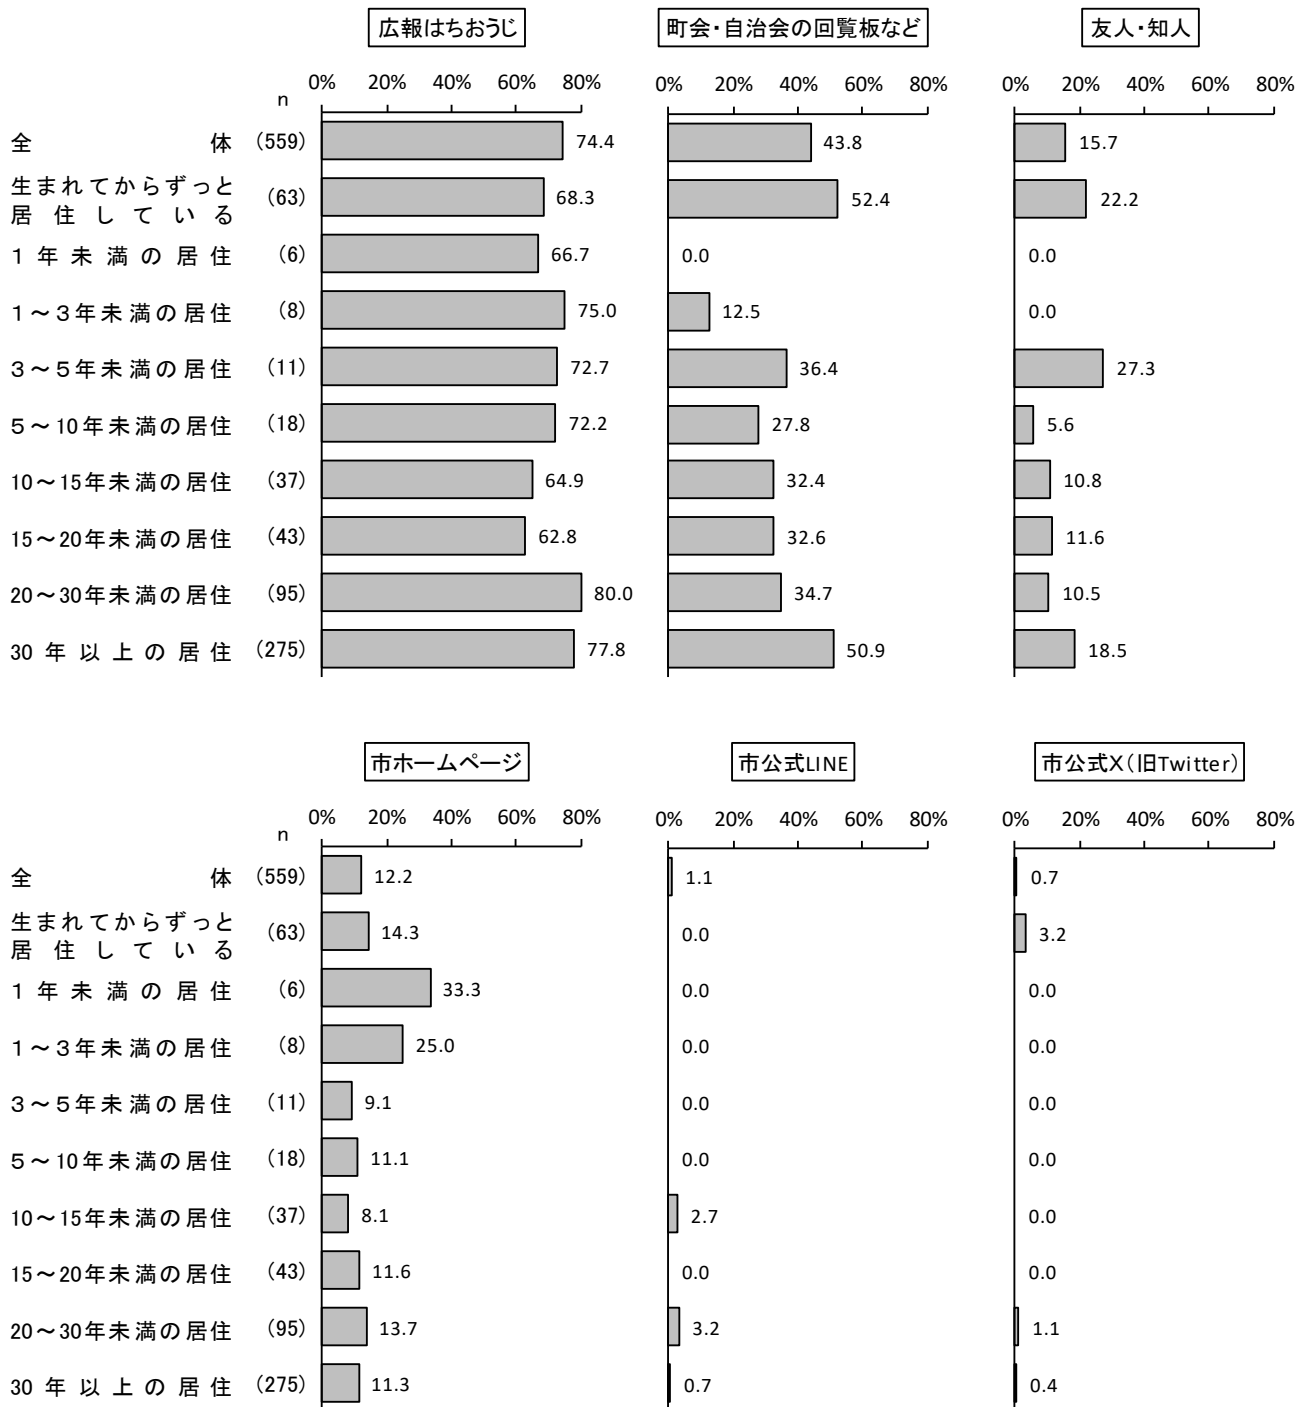 広報はちおうじ 町会・自治会の回覧板など 友人・知人
0% 20% 40% 60% 80% 0% 20% 40% 60% 80% 0% 20% 40% 60% 80%
n
全体 (559) 74.4 43.8 15.7
生まれてからずっと
居住している (63) 68.3 52.4 22.2
1年未満の居住 (6) 66.7 0.0 0.0
1~3年未満の居住 (8) 75.0 12.5 0.0
3~5年未満の居住 (11) 72.7 36.4 27.3
5~10年未満の居住 (18) 72.2 27.8 5.6
10~15年未満の居住 (37) 64.9 32.4 10.8
15~20年未満の居住 (43) 62.8 32.6 11.6
20~30年未満の居住 (95) 80.0 34.7 10.5
30年以上の居住 (275) 77.8 50.9 18.5
市ホームページ 市公式LINE 市公式X(旧Twitter)
0% 20% 40% 60% 80% 0% 20% 40% 60% 80% 0% 20% 40% 60% 80%
n
全体 (559) 12.2 1.1 0.7
生まれてからずっと
居住している (63) 14.3 0.0 3.2
1年未満の居住 (6) 33.3 0.0 0.0
1~3年未満の居住 (8) 25.0 0.0 0.0
3~5年未満の居住 (11) 9.1 0.0 0.0
5~10年未満の居住 (18) 11.1 0.0 0.0
10~15年未満の居住 (37) 8.1 2.7 0.0
15~20年未満の居住 (43) 11.6 0.0 0.0
20~30年未満の居住 (95) 13.7 3.2 1.1
30年以上の居住 (275) 11.3 0.7 0.4